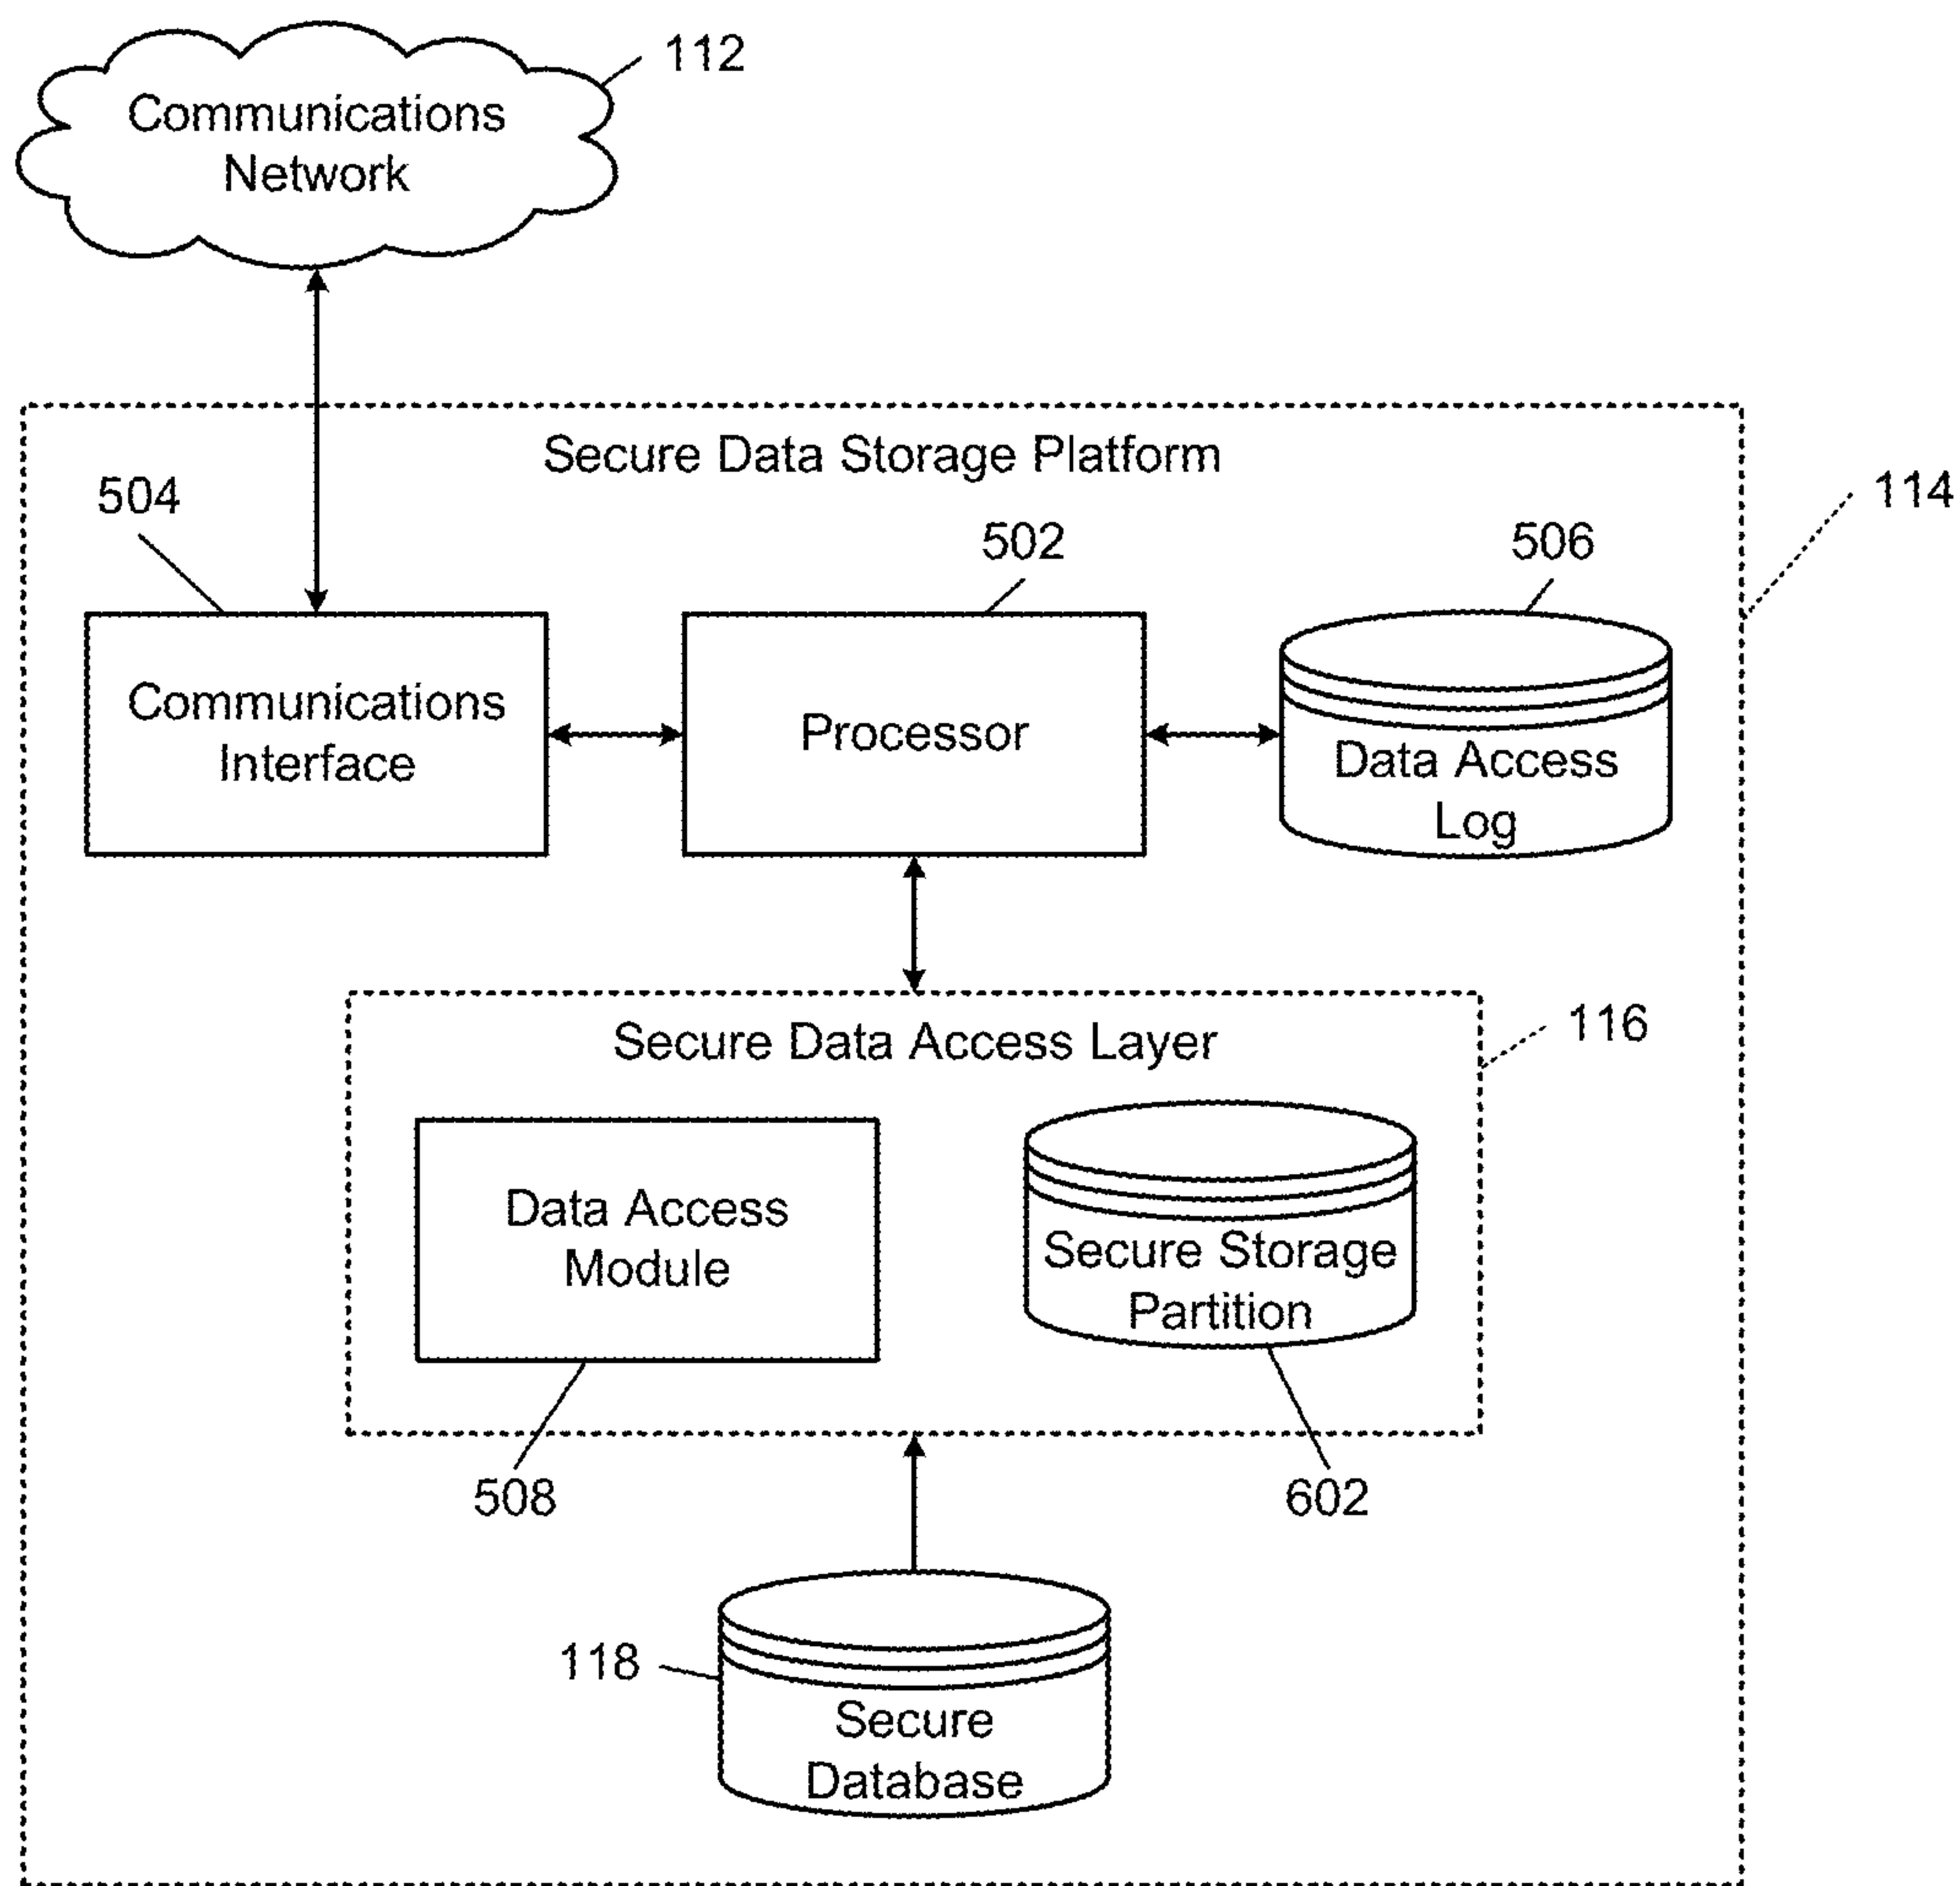 112
Communications
Network
Secure Data Storage Platform
114
504
502
506
Communications
Interface
Processor
Data Access
Log
Secure Data Access Layer
116
Data Access
Module
Secure Storage
Partition
508
602
118
Secure
Database